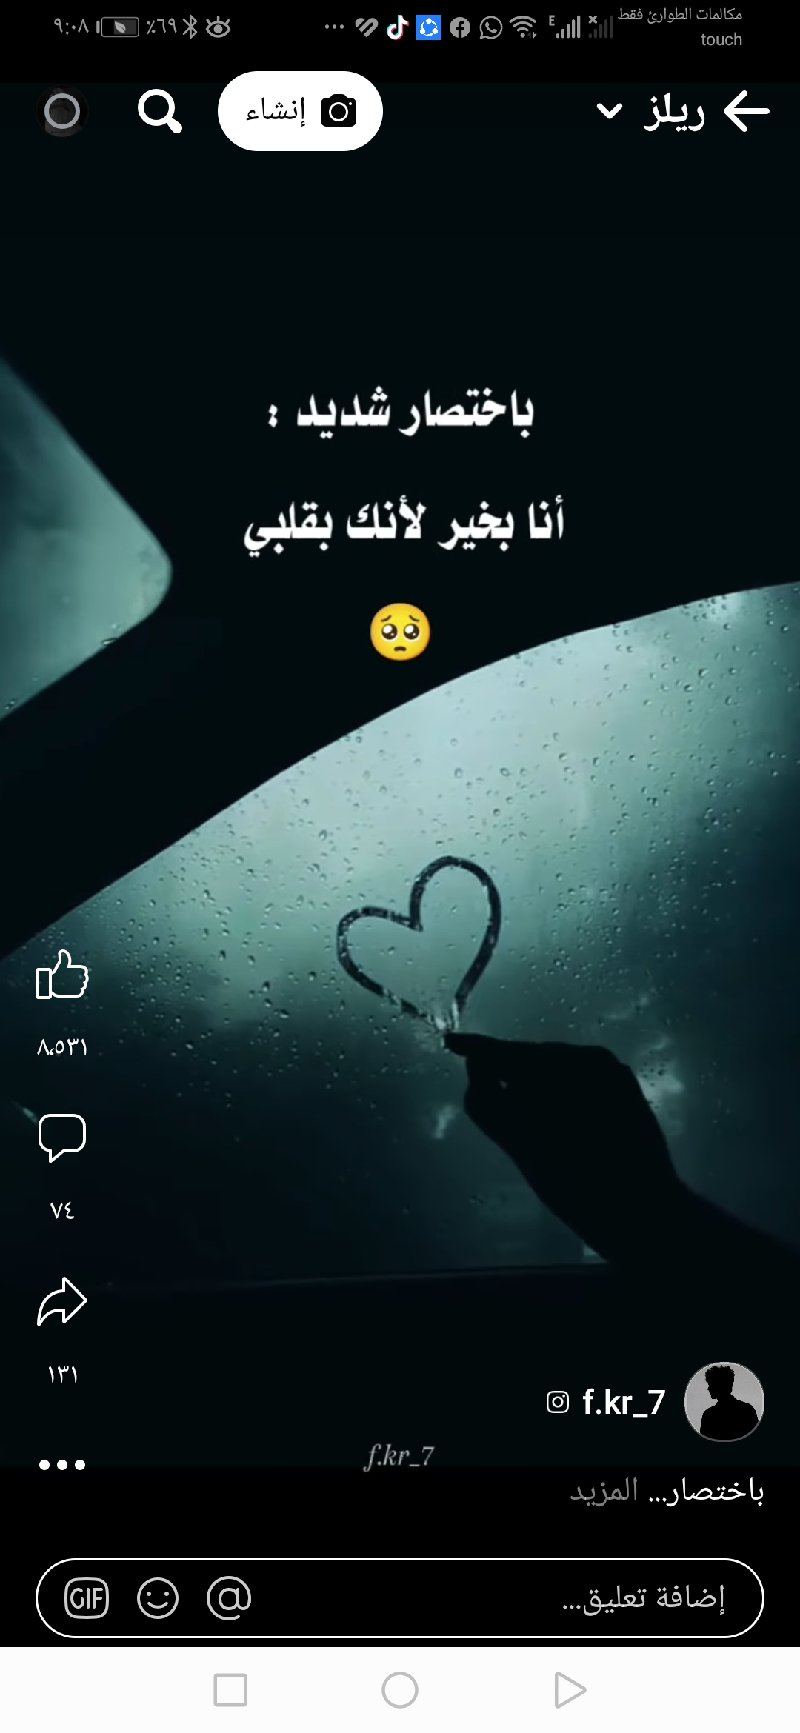 مكالمات الطوارئ فقط
touch
٩:٠٨ ٪٦٩
ريلز
إنشاء
باختصار شديد :
أنا بخير لأنك بقلبي
🥺
٨،٥٣١
٧٤
١٣١
f.kr_7
f.kr_7
باختصار... المزيد
إضافة تعليق...
GIF